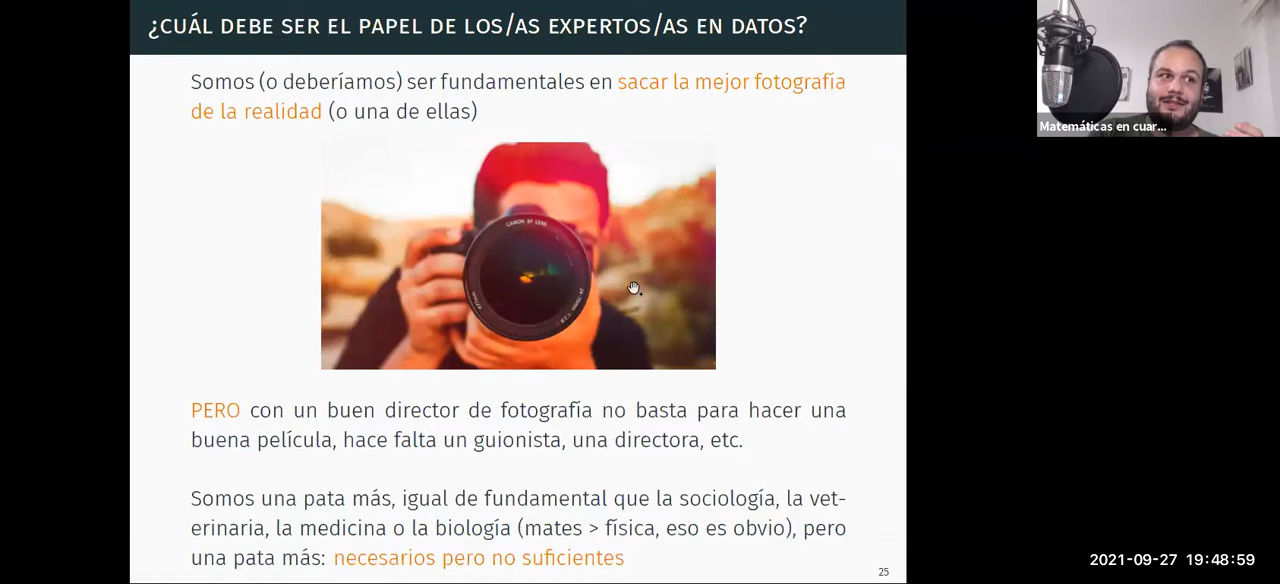 ¿CUÁL DEBE SER EL PAPEL DE LOS/AS EXPERTOS/AS EN DATOS?
Somos (o deberíamos) ser fundamentales en sacar la mejor fotografía
de la realidad (o una de ellas)
CANON EF LENS
PERO con un buen director de fotografía no basta para hacer una
buena película, hace falta un guionista, una directora, etc.
Somos una pata más, igual de fundamental que la sociología, la vet-
erinaria, la medicina o la biología (mates > física, eso es obvio), pero
una pata más: necesarios pero no suficientes
25
Matemáticas en cuar...
2021-09-27 19:48:59